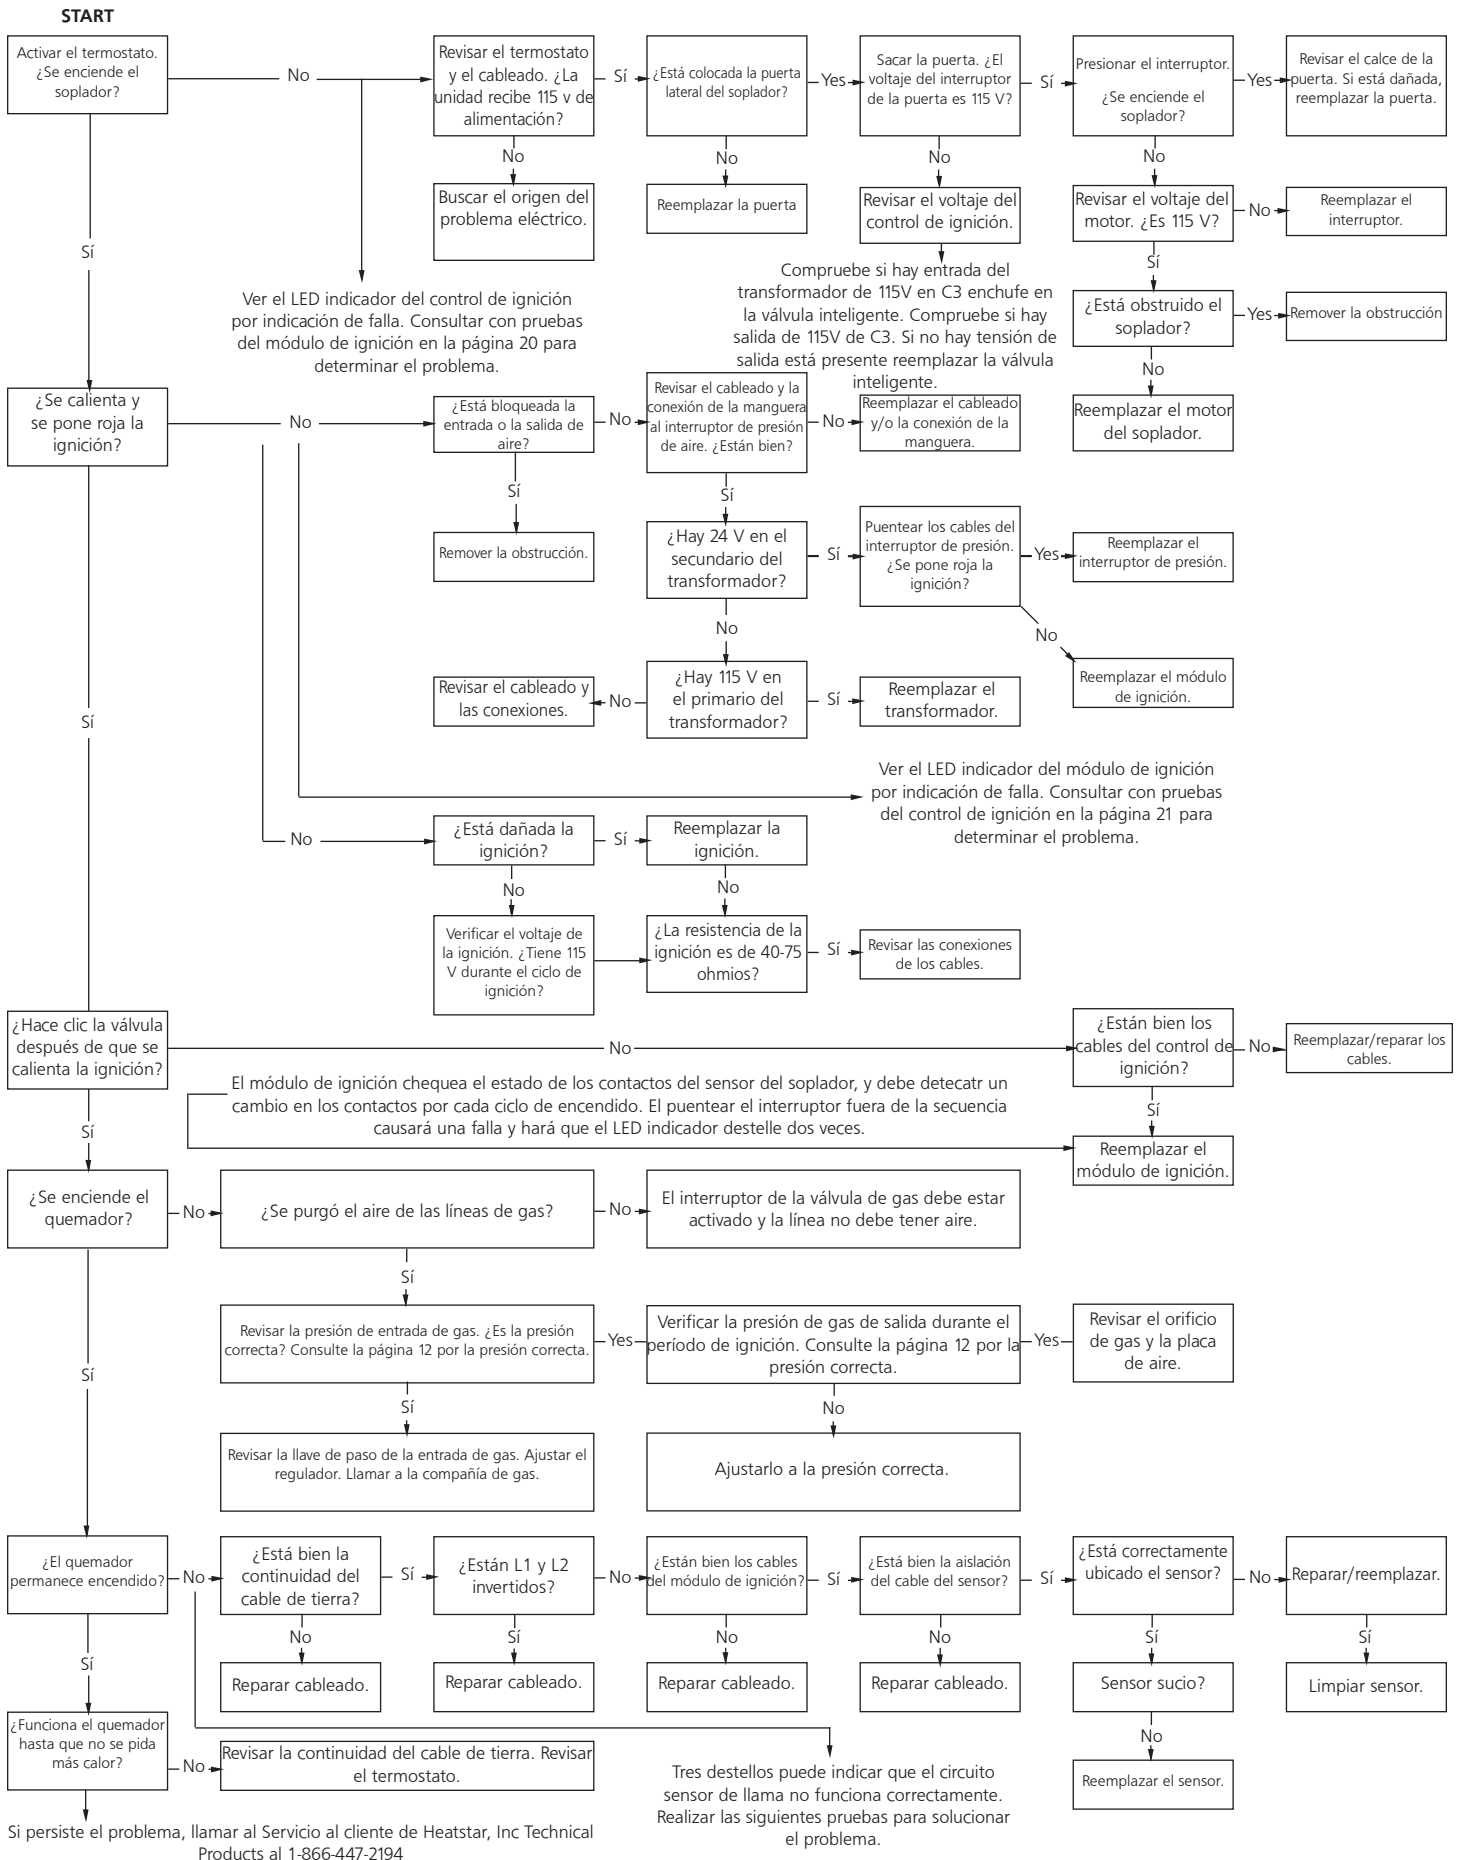 START
Activar el termostato.
¿Se enciende el
soplador?
No
Revisar el termostato
y el cableado. ¿La
unidad recibe 115 v de
alimentación?
Sí
¿Está colocada la puerta
lateral del soplador?
Yes
Sacar la puerta. ¿El
voltaje del interruptor
de la puerta es 115 V?
Sí
Presionar el interruptor.
¿Se enciende el
soplador?
Yes
Revisar el calce de la
puerta. Si está dañada,
reemplazar la puerta.
No
No
No
No
Buscar el origen del
problema eléctrico.
Reemplazar la puerta
Revisar el voltaje del
control de ignición.
Revisar el voltaje del
motor. ¿Es 115 V?
No
Reemplazar el
interruptor.
Sí
Sí
Ver el LED indicador del control de ignición
por indicación de falla. Consultar con pruebas
del módulo de ignición en la página 20 para
determinar el problema.
Compruebe si hay entrada del
transformador de 115V en C3 enchufe en
la válvula inteligente. Compruebe si hay
salida de 115V de C3. Si no hay tensión de
salida está presente reemplazar la válvula
inteligente.
¿Está obstruido el
soplador?
Yes
Remover la obstrucción
No
Reemplazar el motor
del soplador.
¿Se calienta y
se pone roja la
ignición?
No
¿Está bloqueada la
entrada o la salida de
aire?
No
Revisar el cableado y la
conexión de la manguera
al interruptor de presión
de aire. ¿Están bien?
No
Reemplazar el cableado
y/o la conexión de la
manguera.
Sí
Sí
Remover la obstrucción.
¿Hay 24 V en el
secundario del
transformador?
Sí
Puentear los cables del
interruptor de presión.
¿Se pone roja la
ignición?
Yes
Reemplazar el
interruptor de presión.
No
No
Reemplazar el módulo
de ignición.
Revisar el cableado y
las conexiones.
No
¿Hay 115 V en
el primario del
transformador?
Sí
Reemplazar el
transformador.
Sí
Ver el LED indicador del módulo de ignición
por indicación de falla. Consultar con pruebas
del control de ignición en la página 21 para
determinar el problema.
No
¿Está dañada la
ignición?
Sí
Reemplazar la
ignición.
No
No
Verificar el voltaje de
la ignición. ¿Tiene 115
V durante el ciclo de
ignición?
¿La resistencia de la
ignición es de 40-75
ohmios?
Sí
Revisar las conexiones
de los cables.
¿Hace clic la válvula
después de que se
calienta la ignición?
No
¿Están bien los
cables del control de
ignición?
No
Reemplazar/reparar los
cables.
El módulo de ignición chequea el estado de los contactos del sensor del soplador, y debe detecatr un
cambio en los contactos por cada ciclo de encendido. El puentear el interruptor fuera de la secuencia
causará una falla y hará que el LED indicador destelle dos veces.
Sí
Sí
Reemplazar el
módulo de ignición.
¿Se enciende el
quemador?
No
¿Se purgó el aire de las líneas de gas?
No
El interruptor de la válvula de gas debe estar
activado y la línea no debe tener aire.
Sí
Revisar la presión de entrada de gas. ¿Es la presión
correcta? Consulte la página 12 por la presión correcta.
Yes
Verificar la presión de gas de salida durante el
período de ignición. Consulte la página 12 por la
presión correcta.
Yes
Revisar el orificio
de gas y la placa
de aire.
Sí
Sí
No
Revisar la llave de paso de la entrada de gas. Ajustar el
regulador. Llamar a la compañía de gas.
Ajustarlo a la presión correcta.
¿El quemador
permanece encendido?
No
¿Está bien la
continuidad del
cable de tierra?
Sí
¿Están L1 y L2
invertidos?
No
¿Están bien los cables
del módulo de ignición?
Sí
¿Está bien la aislación
del cable del sensor?
Sí
¿Está correctamente
ubicado el sensor?
No
Reparar/reemplazar.
Sí
No
Sí
No
No
Sí
Sí
Reparar cableado.
Reparar cableado.
Reparar cableado.
Reparar cableado.
Sensor sucio?
Limpiar sensor.
¿Funciona el quemador
hasta que no se pida
más calor?
No
Revisar la continuidad del cable de tierra. Revisar
el termostato.
No
Reemplazar el sensor.
Tres destellos puede indicar que el circuito
sensor de llama no funciona correctamente.
Realizar las siguientes pruebas para solucionar
el problema.
Si persiste el problema, llamar al Servicio al cliente de Heatstar, Inc Technical
Products al 1-866-447-2194